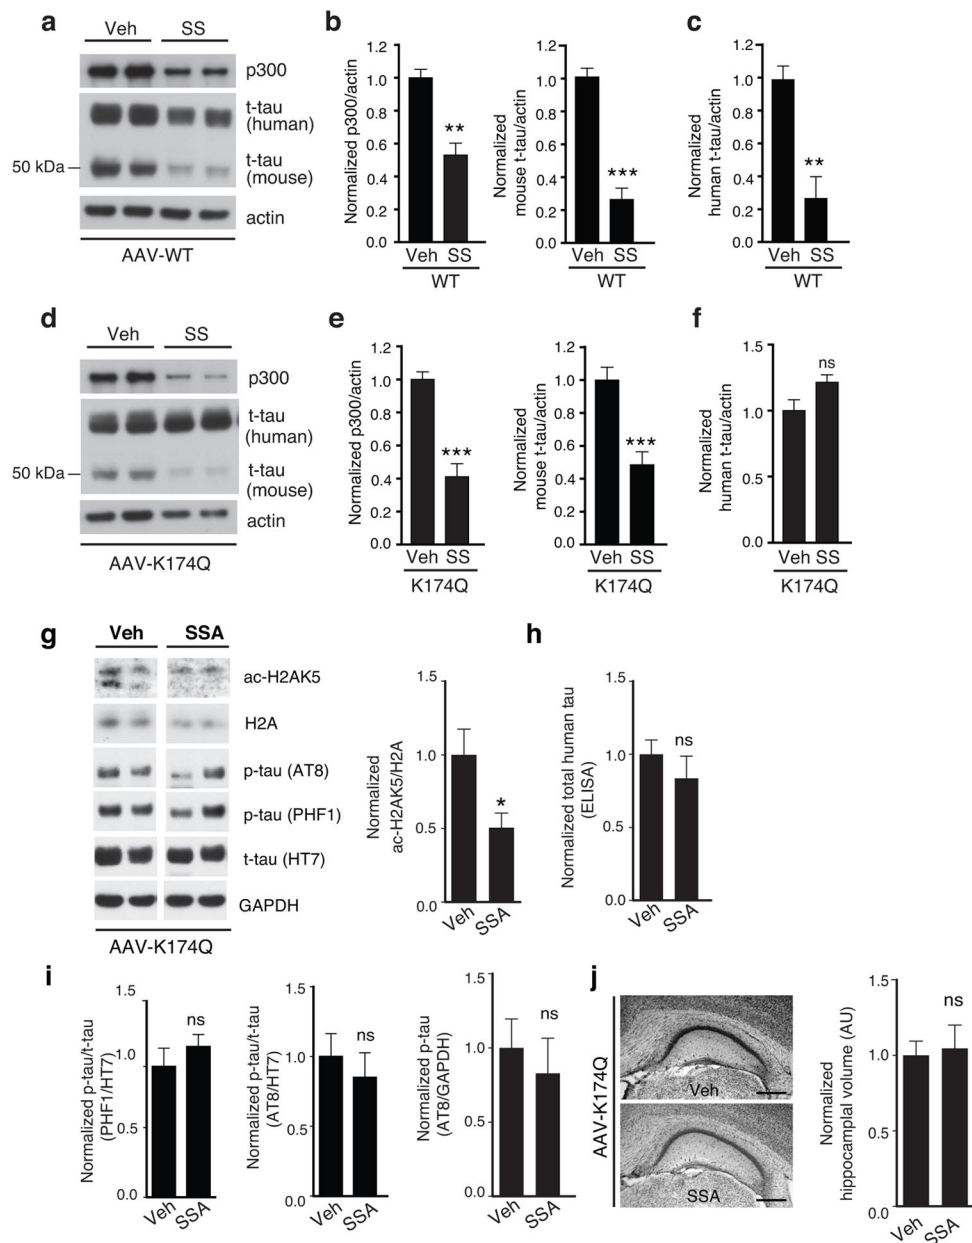 a
Veh SS
p300
t-tau
(human)
50 kDa
t-tau
(mouse)
actin
AAV-WT
b
Normalized p300/actin
1.2
1.0
0.8
0.6
0.4
0.2
0.0
**
Veh SS
WT
Normalized
mouse t-tau/actin
1.2
1.0
0.8
0.6
0.4
0.2
0.0
***
Veh SS
WT
c
Normalized
human t-tau/actin
1.2
1.0
0.8
0.6
0.4
0.2
0.0
**
Veh SS
WT
d
Veh SS
p300
t-tau
(human)
50 kDa
t-tau
(mouse)
actin
AAV-K174Q
e
Normalized p300/actin
1.2
1.0
0.8
0.6
0.4
0.2
0.0
***
Veh SS
K174Q
Normalized
mouse t-tau/actin
1.2
1.0
0.8
0.6
0.4
0.2
0.0
***
Veh SS
K174Q
f
Normalized
human t-tau/actin
1.5
1.0
1.5
0.0
ns
Veh SS
K174Q
g
Veh SSA
ac-H2AK5
H2A
p-tau (AT8)
p-tau (PHF1)
t-tau (HT7)
GAPDH
AAV-K174Q
Normalized
ac-H2AK5/H2A
1.5
1.0
0.5
0.0
*
Veh SSA
h
Normalized total human tau
(ELISA)
1.5
1.0
0.5
0.0
ns
Veh SSA
i
Normalized p-tau/t-tau
(PHF1/HT7)
1.5
1.0
0.5
0.0
ns
Veh SSA
Normalized p-tau/t-tau
(AT8/HT7)
1.5
1.0
0.5
0.0
ns
Veh SSA
Normalized p-tau
(AT8/GAPDH)
1.5
1.0
0.5
0.0
ns
Veh SSA
j
AAV-K174Q
Veh
SSA
Normalized
hippocamplal volume (AU)
1.5
1.0
0.5
0.0
ns
Veh SSA